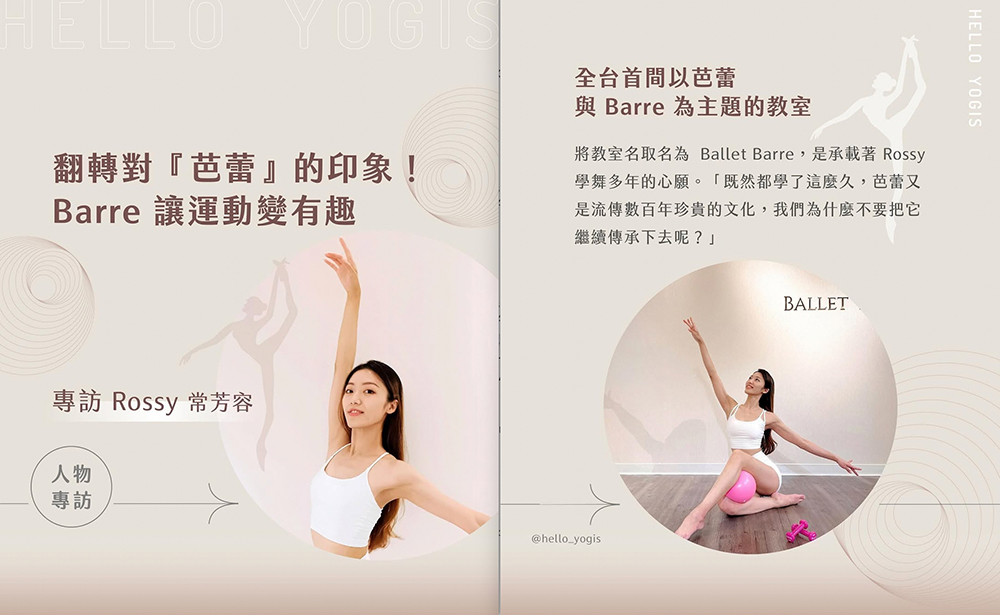 HELLO YOGIS
翻轉對『芭蕾』的印象！
Barre 讓運動變有趣
專訪 Rossy 常芳容
人物
專訪
HELLO YOGIS
全台首間以芭蕾
與 Barre 為主題的教室
將教室名取名為 Ballet Barre，是承載著 Rossy
學舞多年的心願。「既然都學了這麼久，芭蕾又
是流傳數百年珍貴的文化，我們為什麼不要把它
繼續傳承下去呢？」
BALLET
@hello_yogis